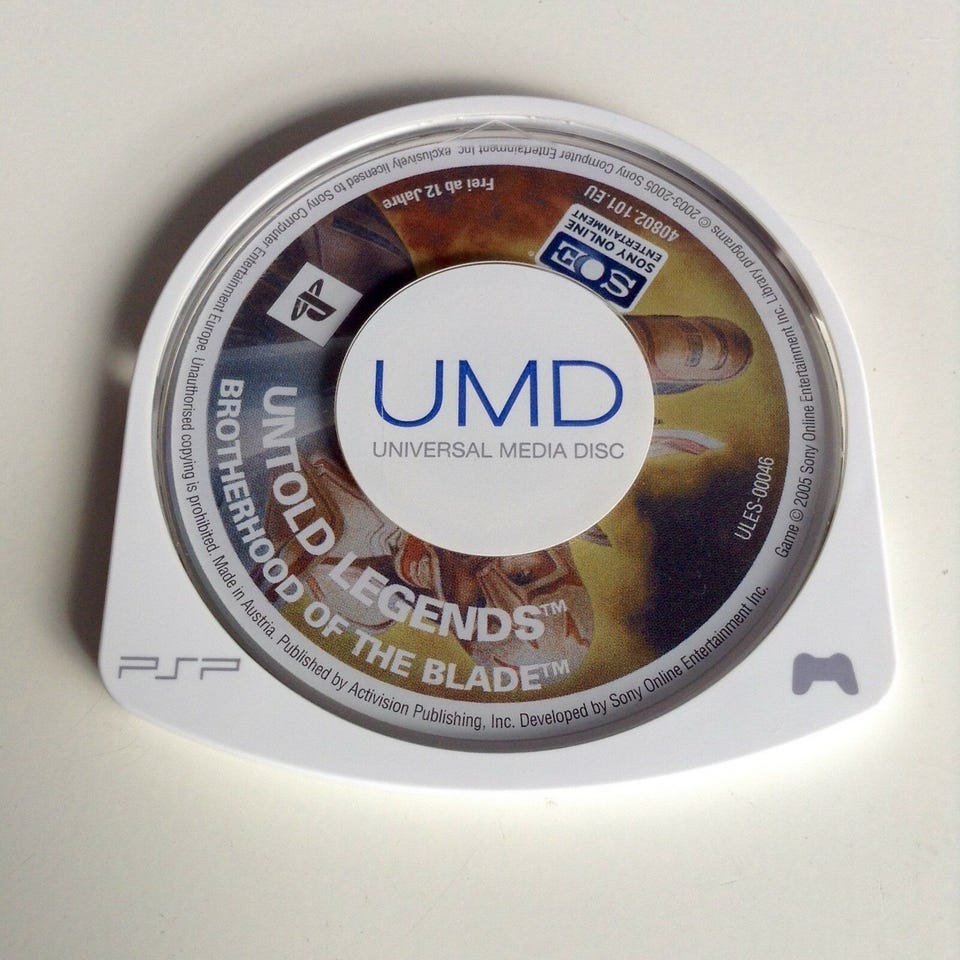 UMD
UNIVERSAL MEDIA DISC
UNTOLD LEGENDS™
BROTHERHOOD OF THE BLADE™
ULES-00046
40802.101.EU
SOE
SONY ONLINE
ENTERTAINMENT
Frei ab 12 Jahre
Library programs © 2003-2005 Sony Computer Entertainment Inc. exclusively licensed to Sony Computer Entertainment Europe. Unauthorised copying is prohibited. Made in Austria. Published by Activision Publishing, Inc. Developed by Sony Online Entertainment Inc.
Game © 2005 Sony Online Entertainment Inc.
PSP